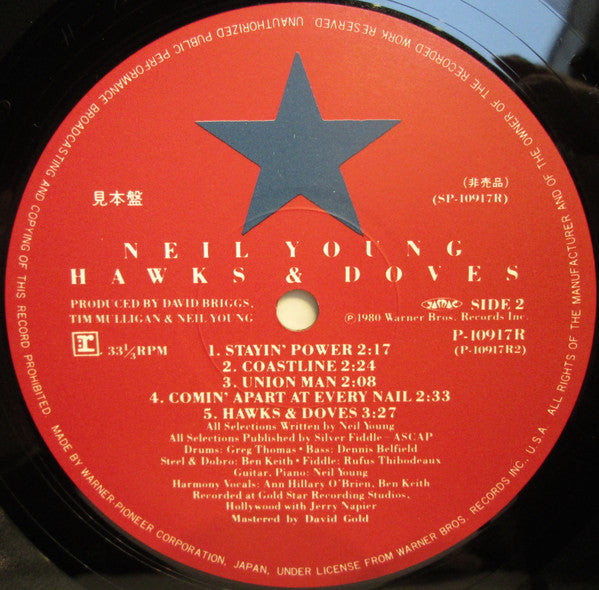 UNAUTHORIZED PUBLIC PERFORMANCE BROADCASTING AND COPYING OF THIS RECORD PROHIBITED.
ALL RIGHTS OF THE MANUFACTURER AND OF THE OWNER OF THE RECORDED WORK RESERVED.
見本盤
(非売品)
(SP-10917R)
NEIL YOUNG
HAWKS & DOVES
PRODUCED BY DAVID BRIGGS,
TIM MULLIGAN & NEIL YOUNG
SIDE 2
Ⓟ1980 Warner Bros. Records Inc.
33⅓RPM
P-10917R
(P-10917R2)
1. STAYIN' POWER 2:17
2. COASTLINE 2:24
3. UNION MAN 2:08
4. COMIN' APART AT EVERY NAIL 2:33
5. HAWKS & DOVES 3:27
All Selections Written by Neil Young
All Selections Published by Silver Fiddle – ASCAP
Drums: Greg Thomas • Bass: Dennis Belfield
Steel & Dobro: Ben Keith • Fiddle: Rufus Thibodeaux
Guitar, Piano: Neil Young
Harmony Vocals: Ann Hillary O'Brien, Ben Keith
Recorded at Gold Star Recording Studios,
Hollywood with Jerry Napier
Mastered by David Gold
MADE BY WARNER-PIONEER CORPORATION, JAPAN, UNDER LICENSE FROM WARNER BROS. RECORDS INC., U.S.A.